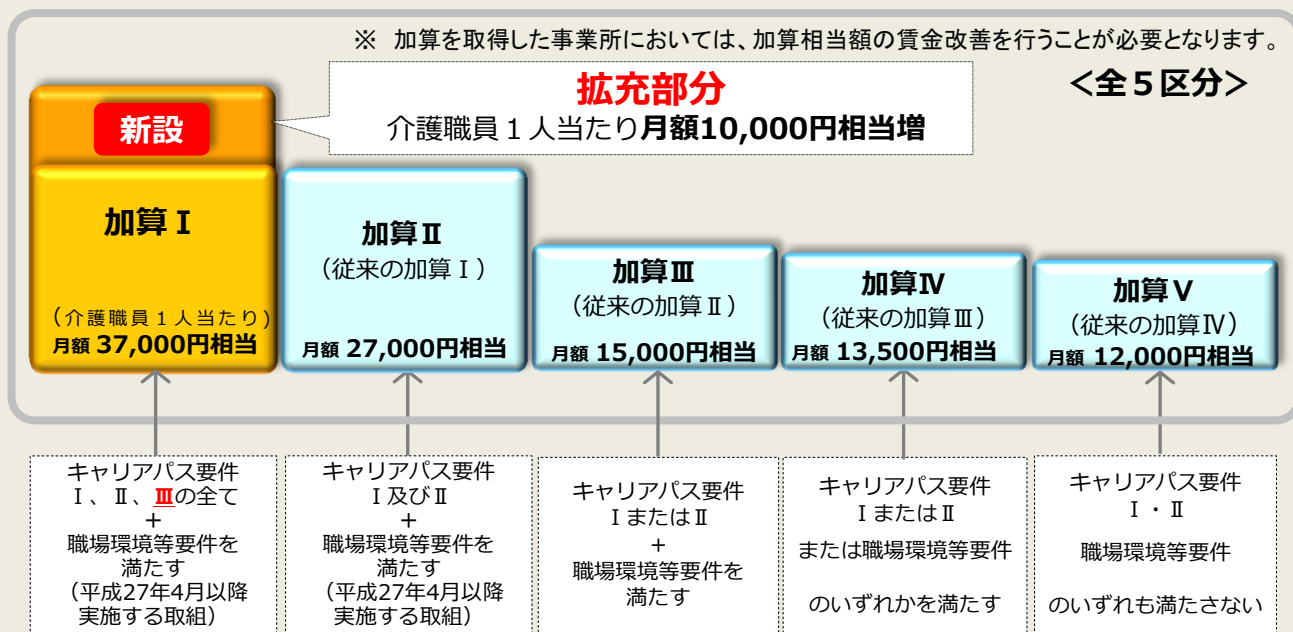 ※ 加算を取得した事業所においては、加算相当額の賃金改善を行うことが必要となります。
<全5区分>
拡充部分
介護職員1人当たり月額10,000円相当増
新設
加算Ⅰ
(介護職員1人当たり)
月額 37,000円相当
加算Ⅱ
(従来の加算Ⅰ)
月額 27,000円相当
加算Ⅲ
(従来の加算Ⅱ)
月額 15,000円相当
加算Ⅳ
(従来の加算Ⅲ)
月額 13,500円相当
加算Ⅴ
(従来の加算Ⅳ)
月額 12,000円相当
キャリアパス要件
Ⅰ、Ⅱ、Ⅲの全て
+
職場環境等要件を
満たす
(平成27年4月以降
実施する取組)
キャリアパス要件
Ⅰ及びⅡ
+
職場環境等要件を
満たす
(平成27年4月以降
実施する取組)
キャリアパス要件
ⅠまたはⅡ
+
職場環境等要件を
満たす
キャリアパス要件
ⅠまたはⅡ
または職場環境等要件
のいずれかを満たす
キャリアパス要件
Ⅰ・Ⅱ
職場環境等要件
のいずれも満たさない